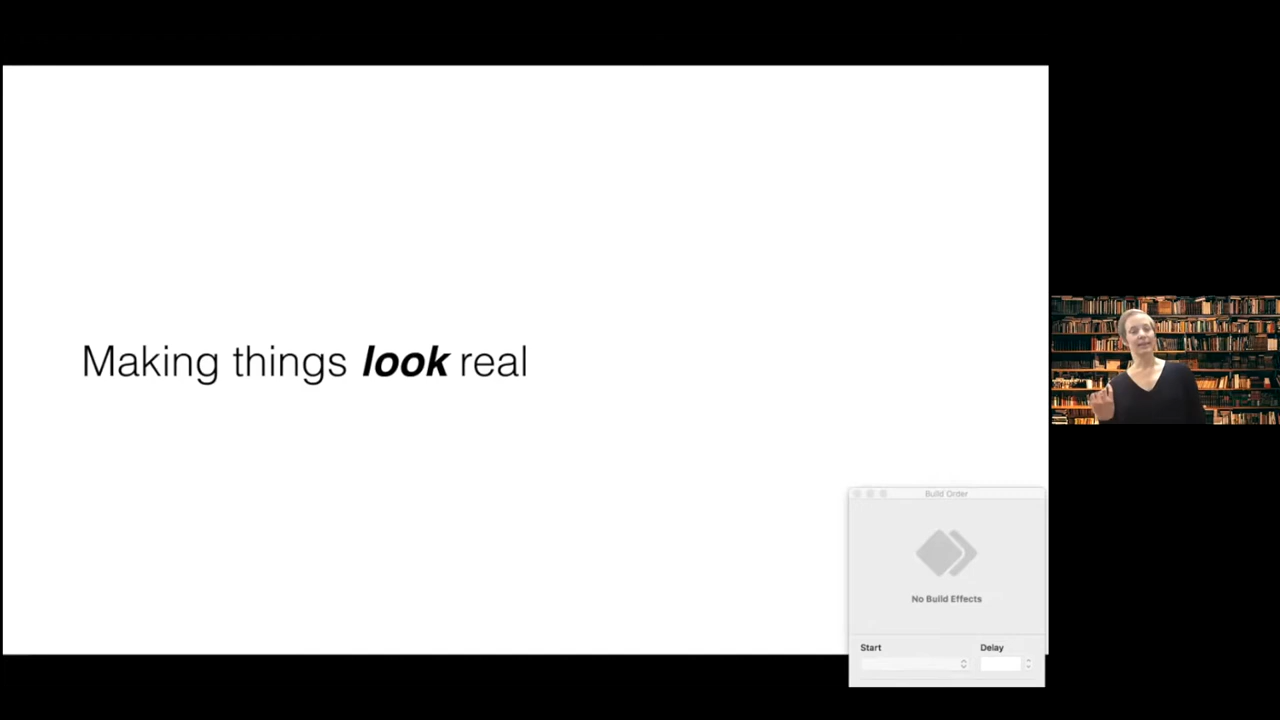 Making things look real
Build Order
No Build Effects
Start
Delay